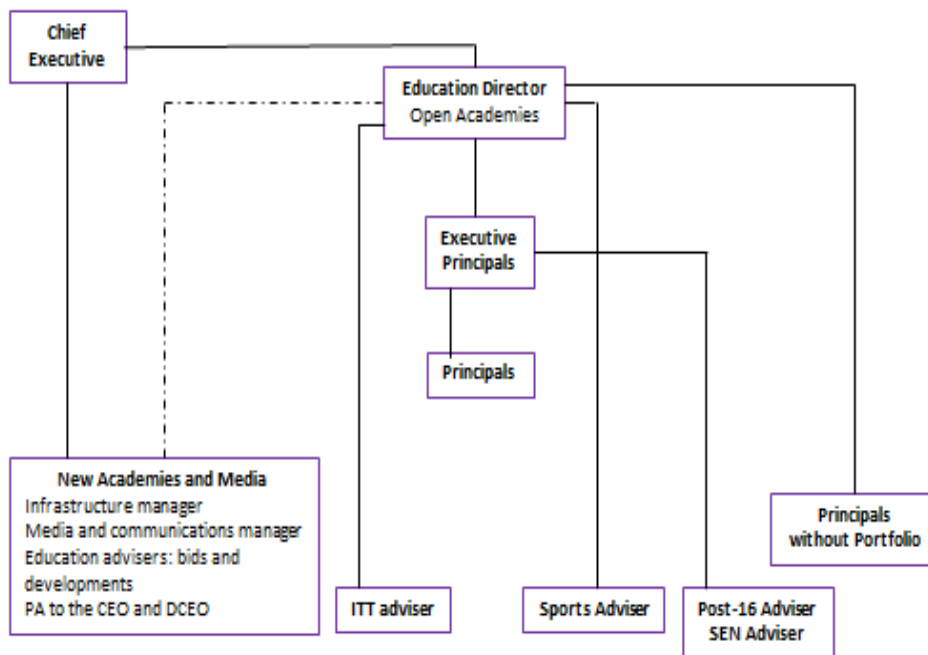 Chief
Executive
Education Director
Open Academies
Executive
Principals
Principals
New Academies and Media
Infrastructure manager
Media and communications manager
Education advisers: bids and
developments
PA to the CEO and DCEO
Principals
without Portfolio
ITT adviser
Sports Adviser
Post-16 Adviser
SEN Adviser